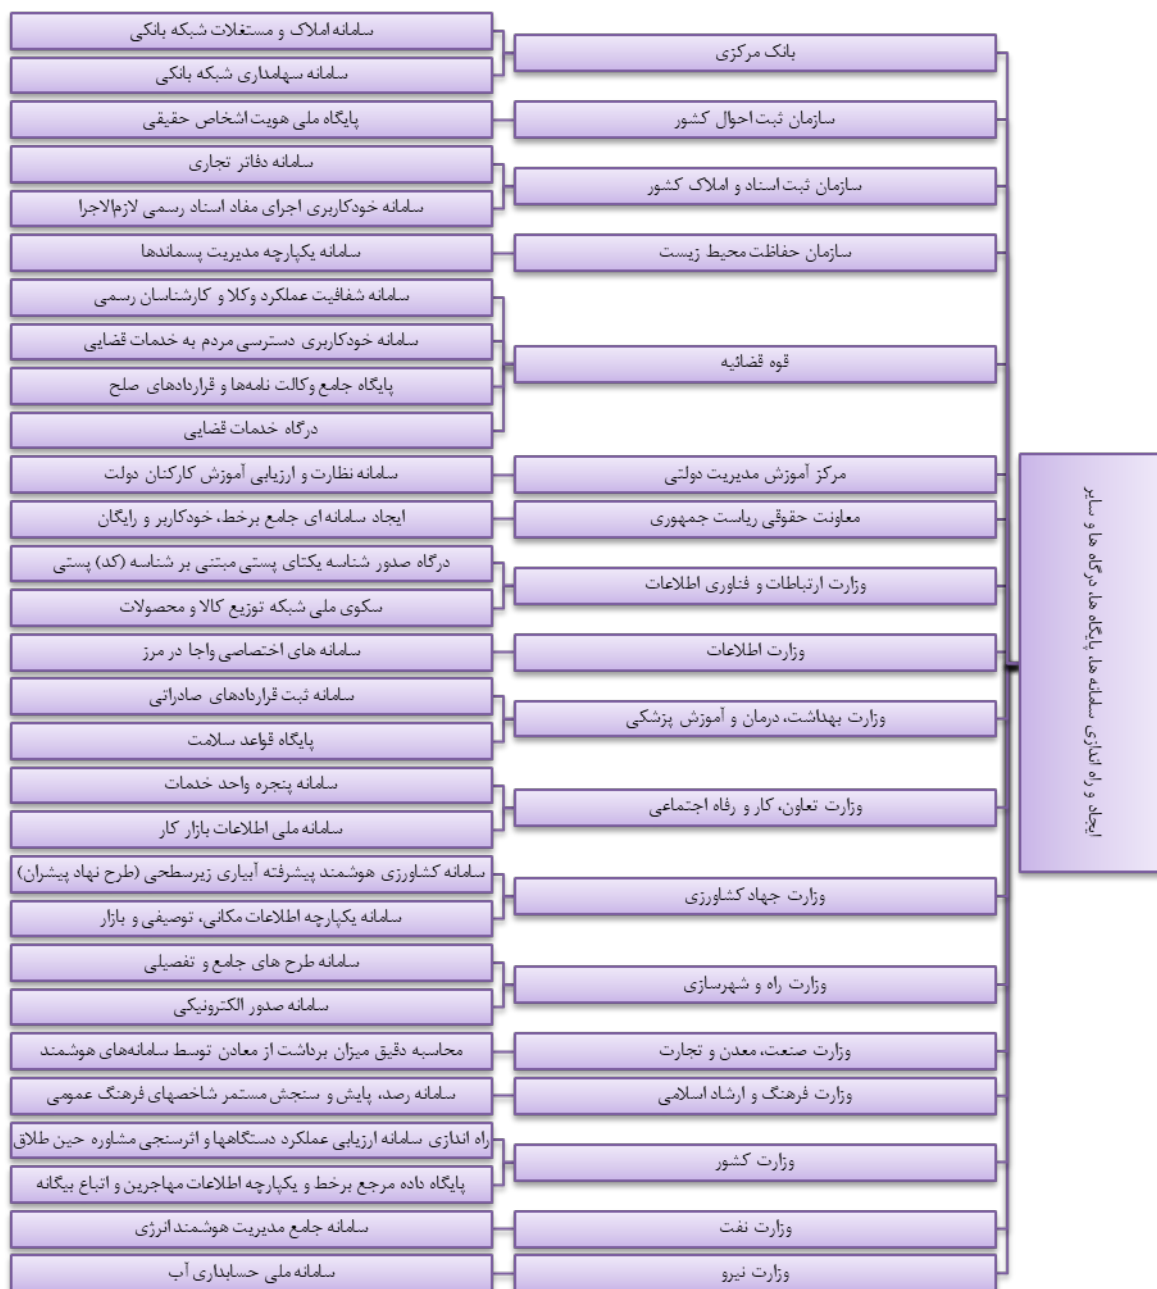 ایجاد و راه اندازی سامانه ها، پایگاه ها، درگاه ها و سایر
بانک مرکزی
سامانه املاک و مستغلات شبکه بانکی
سامانه سهامداری شبکه بانکی
سازمان ثبت احوال کشور
پایگاه ملی هویت اشخاص حقیقی
سازمان ثبت اسناد و املاک کشور
سامانه دفاتر تجاری
سامانه خودکاربری اجرای مفاد اسناد رسمی لازم‌الاجرا
سازمان حفاظت محیط زیست
سامانه یکپارچه مدیریت پسماندها
قوه قضائیه
سامانه شفافیت عملکرد وکلا و کارشناسان رسمی
سامانه خودکاربری دسترسی مردم به خدمات قضایی
پایگاه جامع وکالت نامه‌ها و قراردادهای صلح
درگاه خدمات قضایی
مرکز آموزش مدیریت دولتی
سامانه نظارت و ارزیابی آموزش کارکنان دولت
معاونت حقوقی ریاست جمهوری
ایجاد سامانه ای جامع برخط، خودکاربر و رایگان
وزارت ارتباطات و فناوری اطلاعات
درگاه صدور شناسه یکتای پستی مبتنی بر شناسه (کد) پستی
سکوی ملی شبکه توزیع کالا و محصولات
وزارت اطلاعات
سامانه های اختصاصی واجا در مرز
وزارت بهداشت، درمان و آموزش پزشکی
سامانه ثبت قراردادهای صادراتی
پایگاه قواعد سلامت
وزارت تعاون، کار و رفاه اجتماعی
سامانه پنجره واحد خدمات
سامانه ملی اطلاعات بازار کار
وزارت جهاد کشاورزی
سامانه کشاورزی هوشمند پیشرفته آبیاری زیرسطحی (طرح نهاد پیشران)
سامانه یکپارچه اطلاعات مکانی، توصیفی و بازار
وزارت راه و شهرسازی
سامانه طرح های جامع و تفصیلی
سامانه صدور الکترونیکی
وزارت صنعت، معدن و تجارت
محاسبه دقیق میزان برداشت از معادن توسط سامانه‌های هوشمند
وزارت فرهنگ و ارشاد اسلامی
سامانه رصد، پایش و سنجش مستمر شاخصهای فرهنگ عمومی
وزارت کشور
راه اندازی سامانه ارزیابی عملکرد دستگاهها و اثرسنجی مشاوره حین طلاق
پایگاه داده مرجع برخط و یکپارچه اطلاعات مهاجرین و اتباع بیگانه
وزارت نفت
سامانه جامع مدیریت هوشمند انرژی
وزارت نیرو
سامانه ملی حسابداری آب